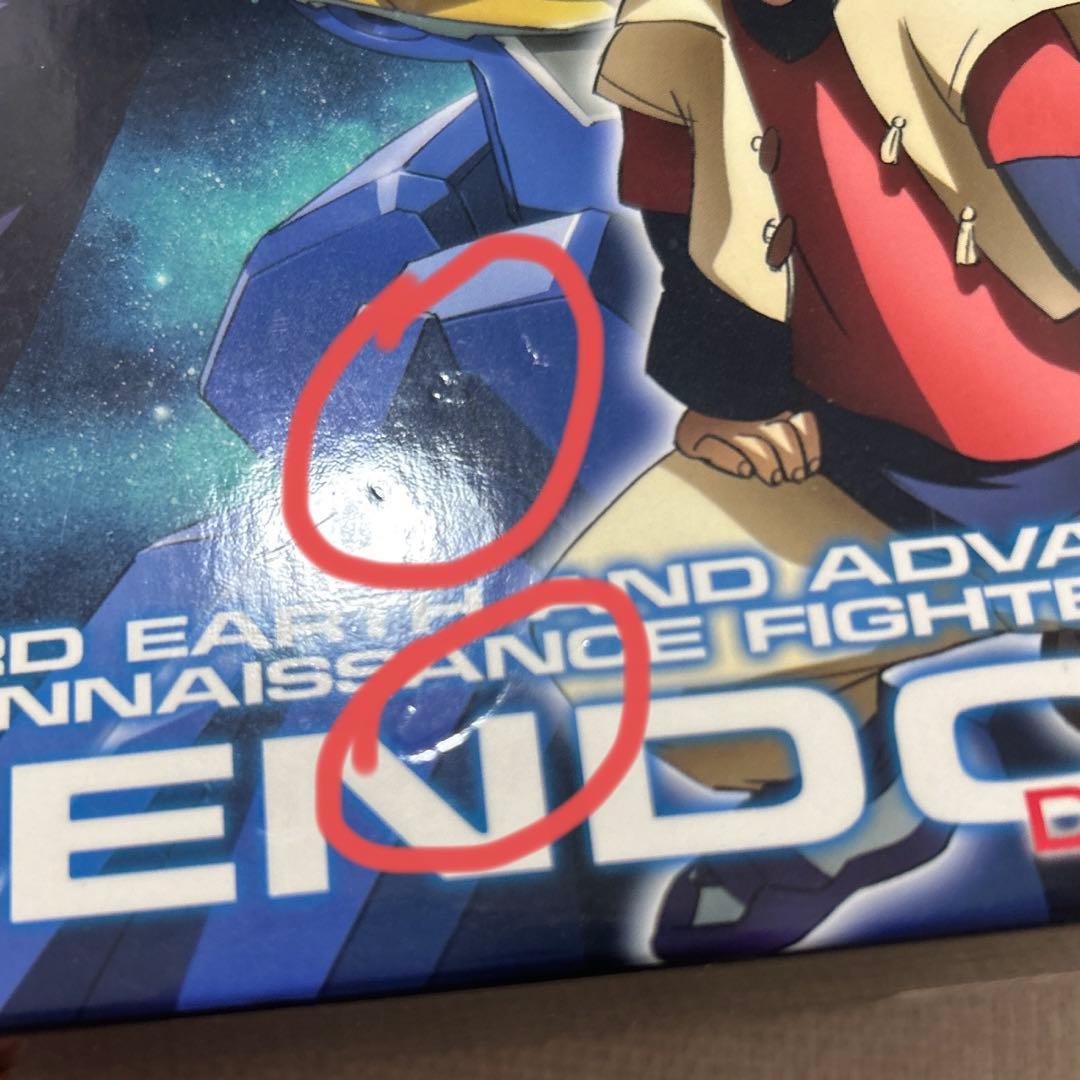 RD EARTH AND ADVA
NNAISSANCE FIGHTE
ENDO
D